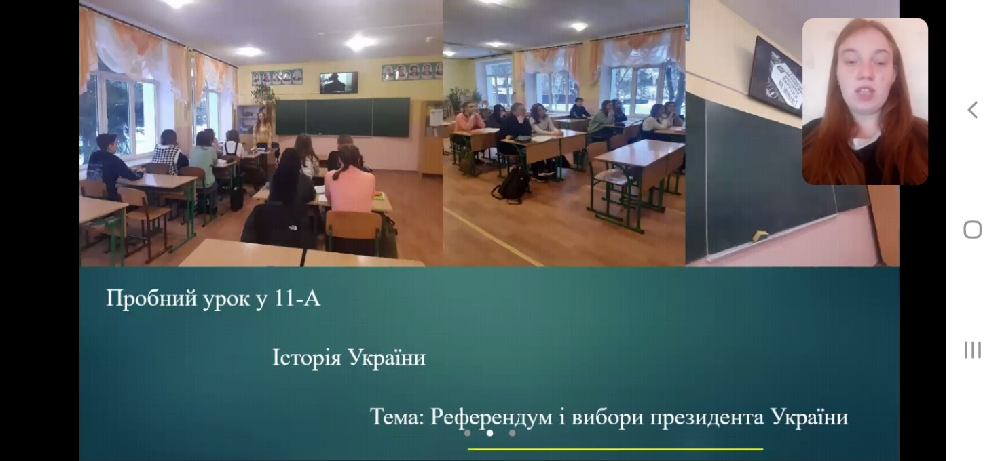 Пробний урок у 11-А
Історія України
Тема: Референдум і вибори президента України